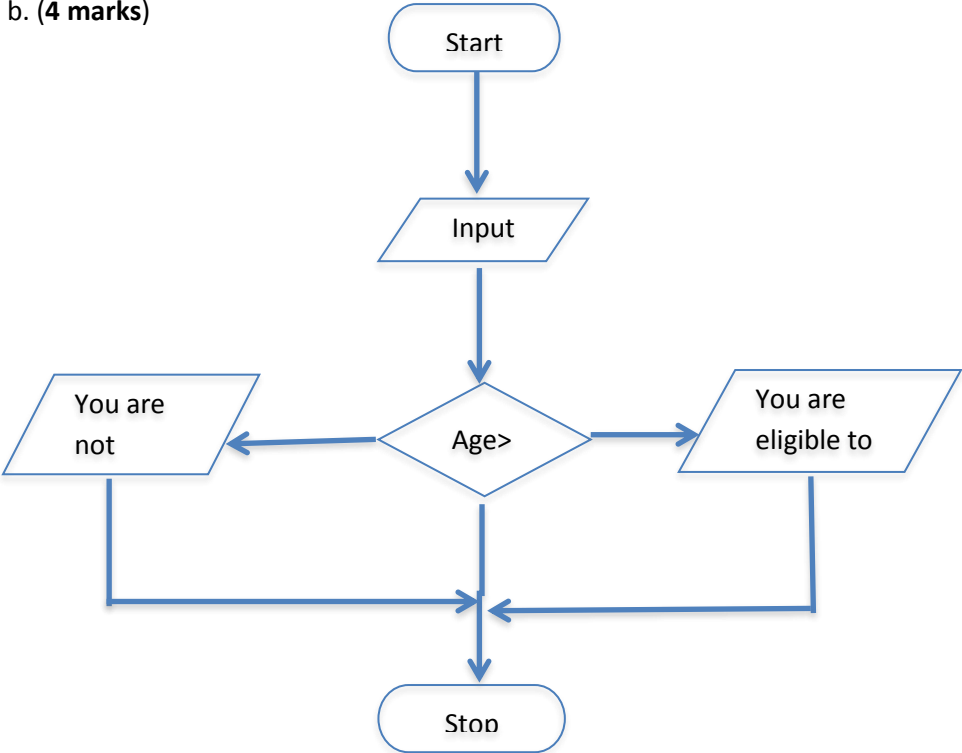 b. (4 marks)
Start
Input
You are
not
Age>
You are
eligible to
Stop